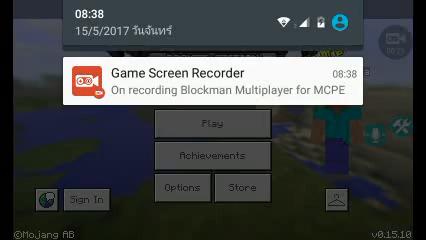 08:38
15/5/2017 วันจันทร์
Game Screen Recorder
08:38
On recording Blockman Multiplayer for MCPE
Play
Achievements
Options
Store
Sign In
©Mojang AB
v0.15.10